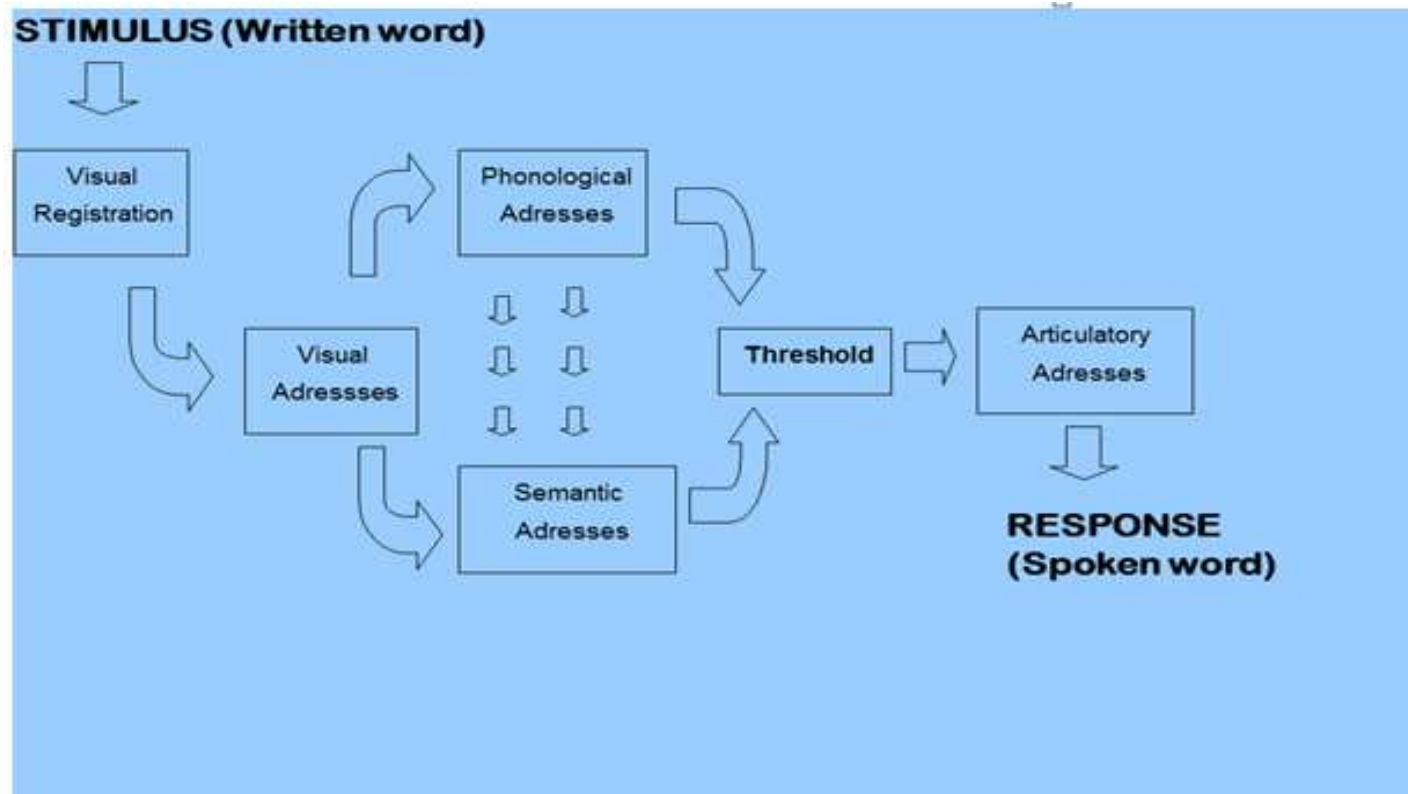 STIMULUS (Written word)
Visual
Registration
Phonological
Adresses
Visual
Adressses
Threshold
Articulatory
Adresses
Semantic
Adresses
RESPONSE
(Spoken word)